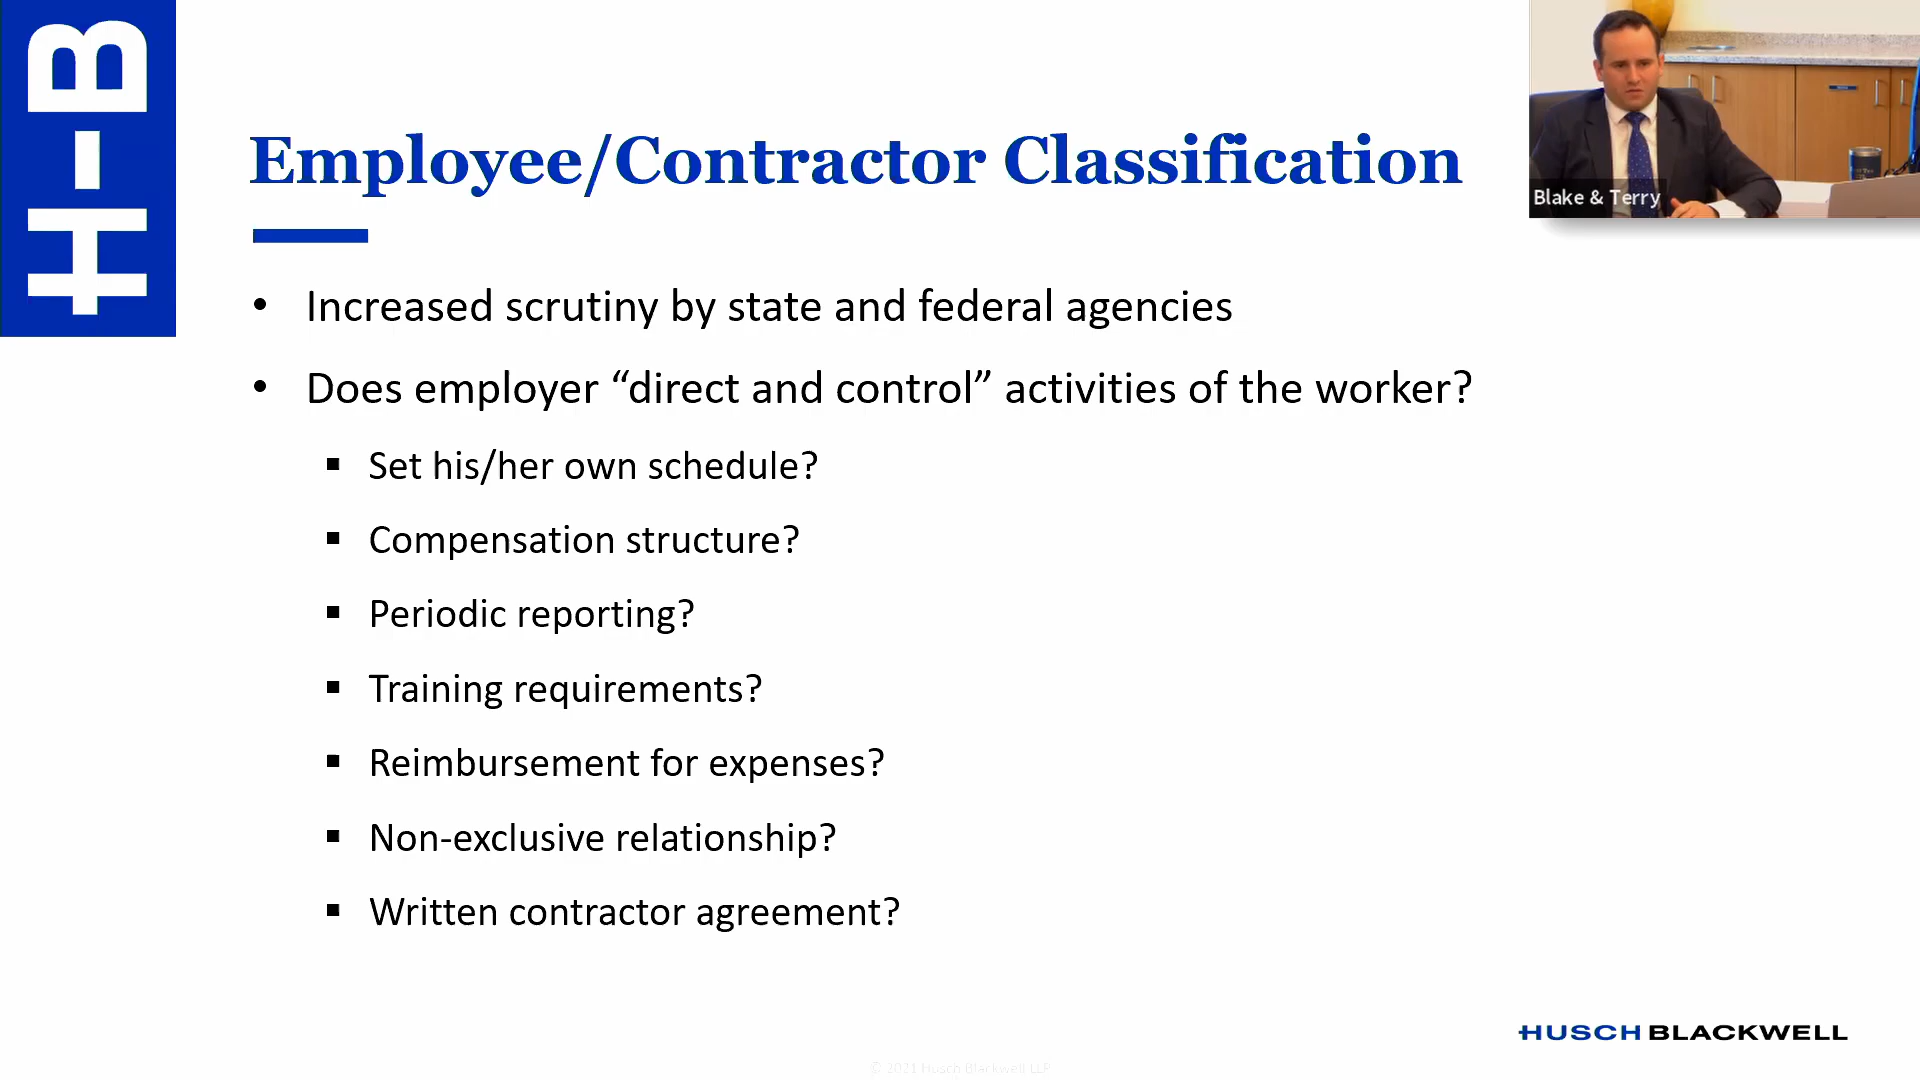 H-B
Employee/Contractor Classification
Blake & Terry
• Increased scrutiny by state and federal agencies
• Does employer “direct and control” activities of the worker?
▪ Set his/her own schedule?
▪ Compensation structure?
▪ Periodic reporting?
▪ Training requirements?
▪ Reimbursement for expenses?
▪ Non-exclusive relationship?
▪ Written contractor agreement?
HUSCH BLACKWELL
© 2021 Husch Blackwell LLP